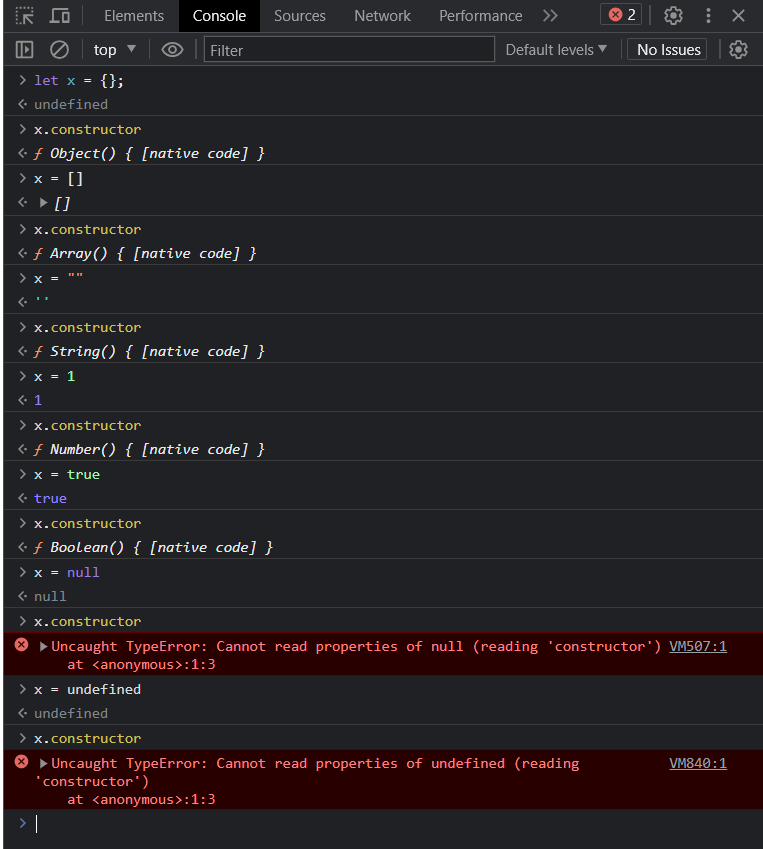 Elements Console Sources Network Performance 2
top Filter Default levels No Issues
let x = {};
undefined
x.constructor
ƒ Object() { [native code] }
x = []
[]
x.constructor
ƒ Array() { [native code] }
x = ""
''
x.constructor
ƒ String() { [native code] }
x = 1
1
x.constructor
ƒ Number() { [native code] }
x = true
true
x.constructor
ƒ Boolean() { [native code] }
x = null
null
x.constructor
Uncaught TypeError: Cannot read properties of null (reading 'constructor') VM507:1
at <anonymous>:1:3
x = undefined
undefined
x.constructor
Uncaught TypeError: Cannot read properties of undefined (reading VM840:1
'constructor')
at <anonymous>:1:3